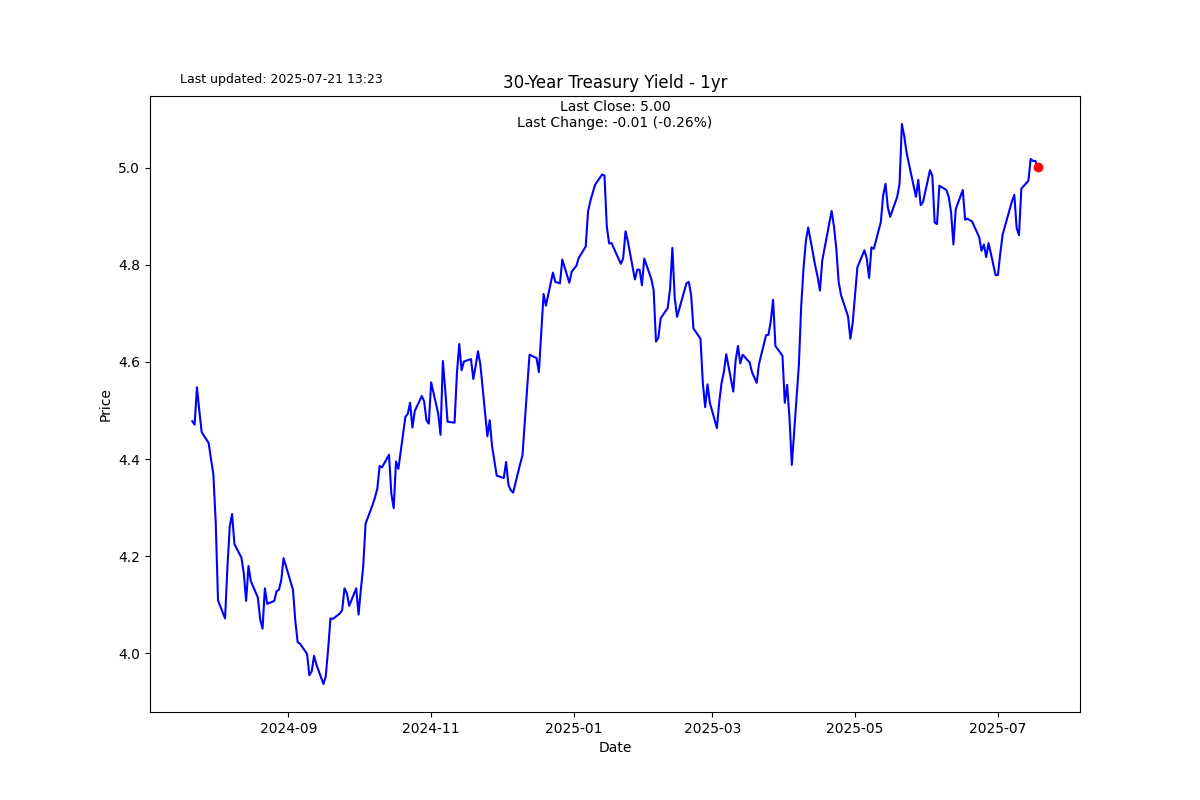 Last updated: 2025-07-21 13:23
30-Year Treasury Yield - 1yr
Last Close: 5.00
Last Change: -0.01 (-0.26%)
5.0
4.8
4.6
4.4
4.2
4.0
Price
2024-09
2024-11
2025-01
2025-03
2025-05
2025-07
Date